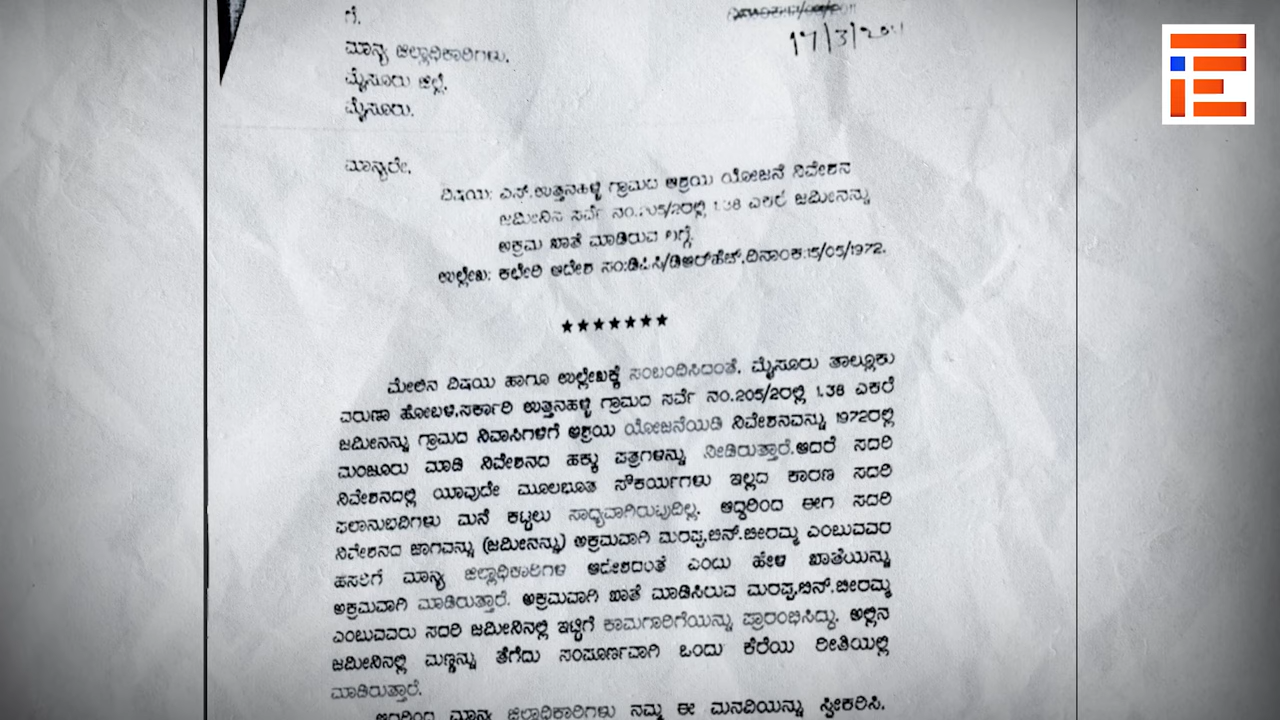 ಗೆ.
17/3/20
ಮಾನ್ಯ ಜಿಲ್ಲಾಧಿಕಾರಿಗಳು.
ಮೈಸೂರು ಜಿಲ್ಲೆ.
ಮೈಸೂರು.
ಮಾನ್ಯರೇ,
ವಿಷಯ: ಎಸ್.ಉತ್ತನಹಳ್ಳಿ ಗ್ರಾಮದ ಆಶ್ರಯ ಯೋಜನೆ ನಿವೇಶನ
ಜಮೀನಿನ ಸರ್ವೆ ನಂ.205/2ರಲ್ಲಿ 1.38 ಎಕರೆ ಜಮೀನನ್ನು
ಅಕ್ರಮ ಖಾತೆ ಮಾಡಿರುವ ಬಗ್ಗೆ.
ಉಲ್ಲೇಖ: ಕಛೇರಿ ಆದೇಶ ಸಂ:ಡಿಪಿಸಿ/ಡಿಆರ್‌ಹೆಚ್.ದಿನಾಂಕ:15/05/1972.
*******
ಮೇಲಿನ ವಿಷಯ ಹಾಗೂ ಉಲ್ಲೇಖಕ್ಕೆ ಸಂಬಂದಿಸಿದಂತೆ. ಮೈಸೂರು ತಾಲ್ಲೂಕು
ವರುಣಾ ಹೋಬಳಿ.ಸರ್ಕಾರಿ ಉತ್ತನಹಳ್ಳಿ ಗ್ರಾಮದ ಸರ್ವೆ ನಂ.205/2ರಲ್ಲಿ 1.38 ಎಕರೆ
ಜಮೀನನ್ನು ಗ್ರಾಮದ ನಿವಾಸಿಗಳಿಗೆ ಅಶ್ರಯ ಯೋಜನೆಯಡಿ ನಿವೇಶನವನ್ನು 1972ರಲ್ಲಿ
ಮಂಜೂರು ಮಾಡಿ ನಿವೇಶನದ ಹಕ್ಕು ಪತ್ರಗಳನ್ನು ನೀಡಿರುತ್ತಾರೆ.ಆದರೆ ಸದರಿ
ನಿವೇಶನದಲ್ಲಿ ಯಾವುದೇ ಮೂಲಭೂತ ಸೌಕರ್ಯಗಳು ಇಲ್ಲದ ಕಾರಣ ಸದರಿ
ಫಲಾನುಭವಿಗಳು ಮನೆ ಕಟ್ಟಲು ಸಾಧ್ಯವಾಗಿರುವುದಿಲ್ಲ. ಆದ್ದರಿಂದ ಈಗ ಸದರಿ
ನಿವೇಶನದ ಜಾಗವನ್ನು (ಜಮೀನನ್ನು) ಅಕ್ರಮವಾಗಿ ಮರಪ್ಪ.ಬಿನ್.ಬೀರಮ್ಮ ಎಂಬುವವರ
ಹಸರಿಗೆ ಮಾನ್ಯ ಜಿಲ್ಲಾಧಿಕಾರಿಗಳ ಆದೇಶದಂತೆ ಎಂದು ಹೇಳಿ ಖಾತೆಯನ್ನು
ಅಕ್ರಮವಾಗಿ ಮಾಡಿರುತ್ತಾರೆ. ಅಕ್ರಮವಾಗಿ ಖಾತೆ ಮಾಡಿಸಿರುವ ಮರಪ್ಪ.ಬಿನ್.ಬೀರಮ್ಮ
ಎಂಬುವವರು ಸದರಿ ಜಮೀನಿನಲ್ಲಿ ಇಟ್ಟಿಗೆ ಕಾಮಗಾರಿಗೆಯನ್ನು ಪ್ರಾರಂಭಿಸಿದ್ದು. ಅಲ್ಲಿನ
ಜಮೀನಿನಲ್ಲಿ ಮಣ್ಣನ್ನು ತೆಗೆದು ಸಂಪೂರ್ಣವಾಗಿ ಒಂದು ಕೆರೆಯ ರೀತಿಯಲ್ಲಿ
ಮಾಡಿರುತ್ತಾರೆ.
ಆದ್ದರಿಂದ ಮಾನ್ಯ ಜಿಲ್ಲಾಧಿಕಾರಿಗಳು ನಮ್ಮ ಈ ಮನವಿಯನ್ನು ಸ್ವೀಕರಿಸಿ.